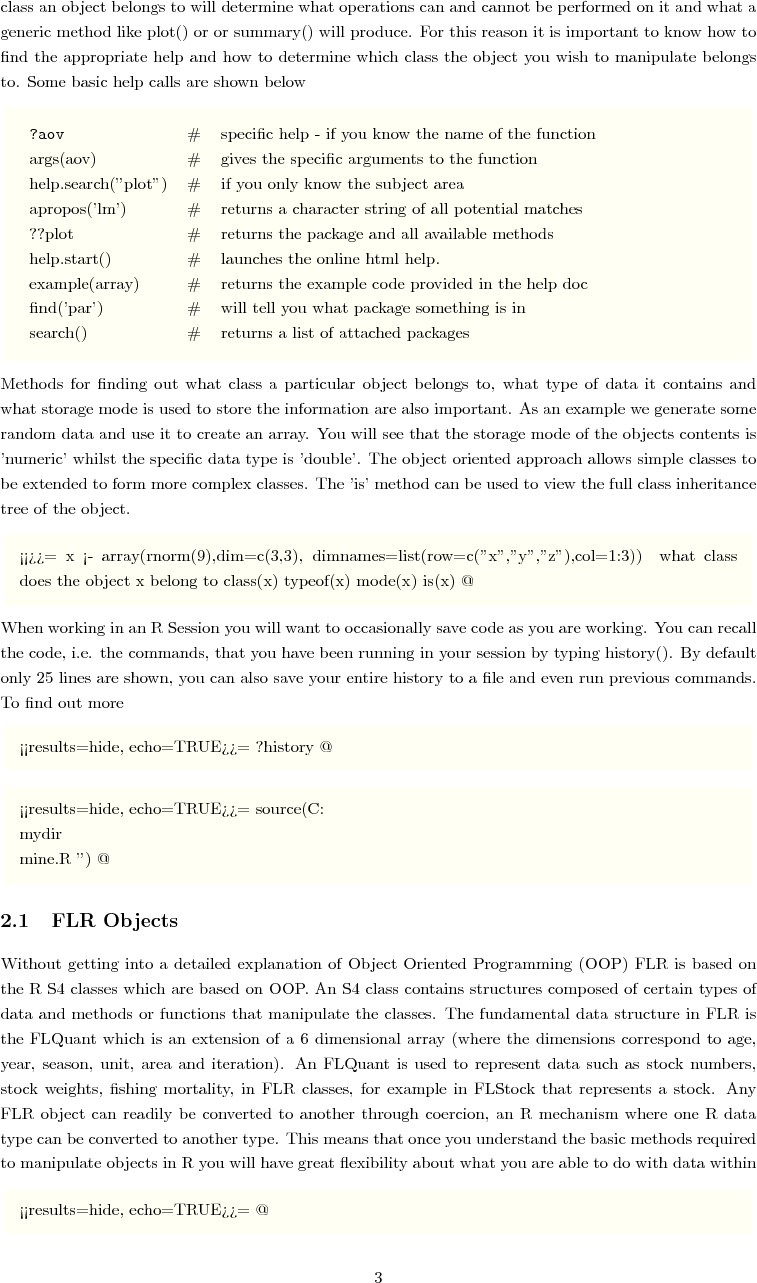 class an object belongs to will determine what operations can and cannot be performed on it and what a
generic method like plot() or or summary() will produce. For this reason it is important to know how to
find the appropriate help and how to determine which class the object you wish to manipulate belongs
to. Some basic help calls are shown below
?aov # specific help - if you know the name of the function
args(aov) # gives the specific arguments to the function
help.search(”plot”) # if you only know the subject area
apropos(’lm’) # returns a character string of all potential matches
??plot # returns the package and all available methods
help.start() # launches the online html help.
example(array) # returns the example code provided in the help doc
find(’par’) # will tell you what package something is in
search() # returns a list of attached packages
Methods for finding out what class a particular object belongs to, what type of data it contains and
what storage mode is used to store the information are also important. As an example we generate some
random data and use it to create an array. You will see that the storage mode of the objects contents is
’numeric’ whilst the specific data type is ’double’. The object oriented approach allows simple classes to
be extended to form more complex classes. The ’is’ method can be used to view the full class inheritance
tree of the object.
¡¡¿¿= x ¡- array(rnorm(9),dim=c(3,3), dimnames=list(row=c(”x”,”y”,”z”),col=1:3)) what class
does the object x belong to class(x) typeof(x) mode(x) is(x) @
When working in an R Session you will want to occasionally save code as you are working. You can recall
the code, i.e. the commands, that you have been running in your session by typing history(). By default
only 25 lines are shown, you can also save your entire history to a file and even run previous commands.
To find out more
¡¡results=hide, echo=TRUE¿¿= ?history @
¡¡results=hide, echo=TRUE¿¿= source(C:
mydir
mine.R ”) @
2.1 FLR Objects
Without getting into a detailed explanation of Object Oriented Programming (OOP) FLR is based on
the R S4 classes which are based on OOP. An S4 class contains structures composed of certain types of
data and methods or functions that manipulate the classes. The fundamental data structure in FLR is
the FLQuant which is an extension of a 6 dimensional array (where the dimensions correspond to age,
year, season, unit, area and iteration). An FLQuant is used to represent data such as stock numbers,
stock weights, fishing mortality, in FLR classes, for example in FLStock that represents a stock. Any
FLR object can readily be converted to another through coercion, an R mechanism where one R data
type can be converted to another type. This means that once you understand the basic methods required
to manipulate objects in R you will have great flexibility about what you are able to do with data within
¡¡results=hide, echo=TRUE¿¿= @
3